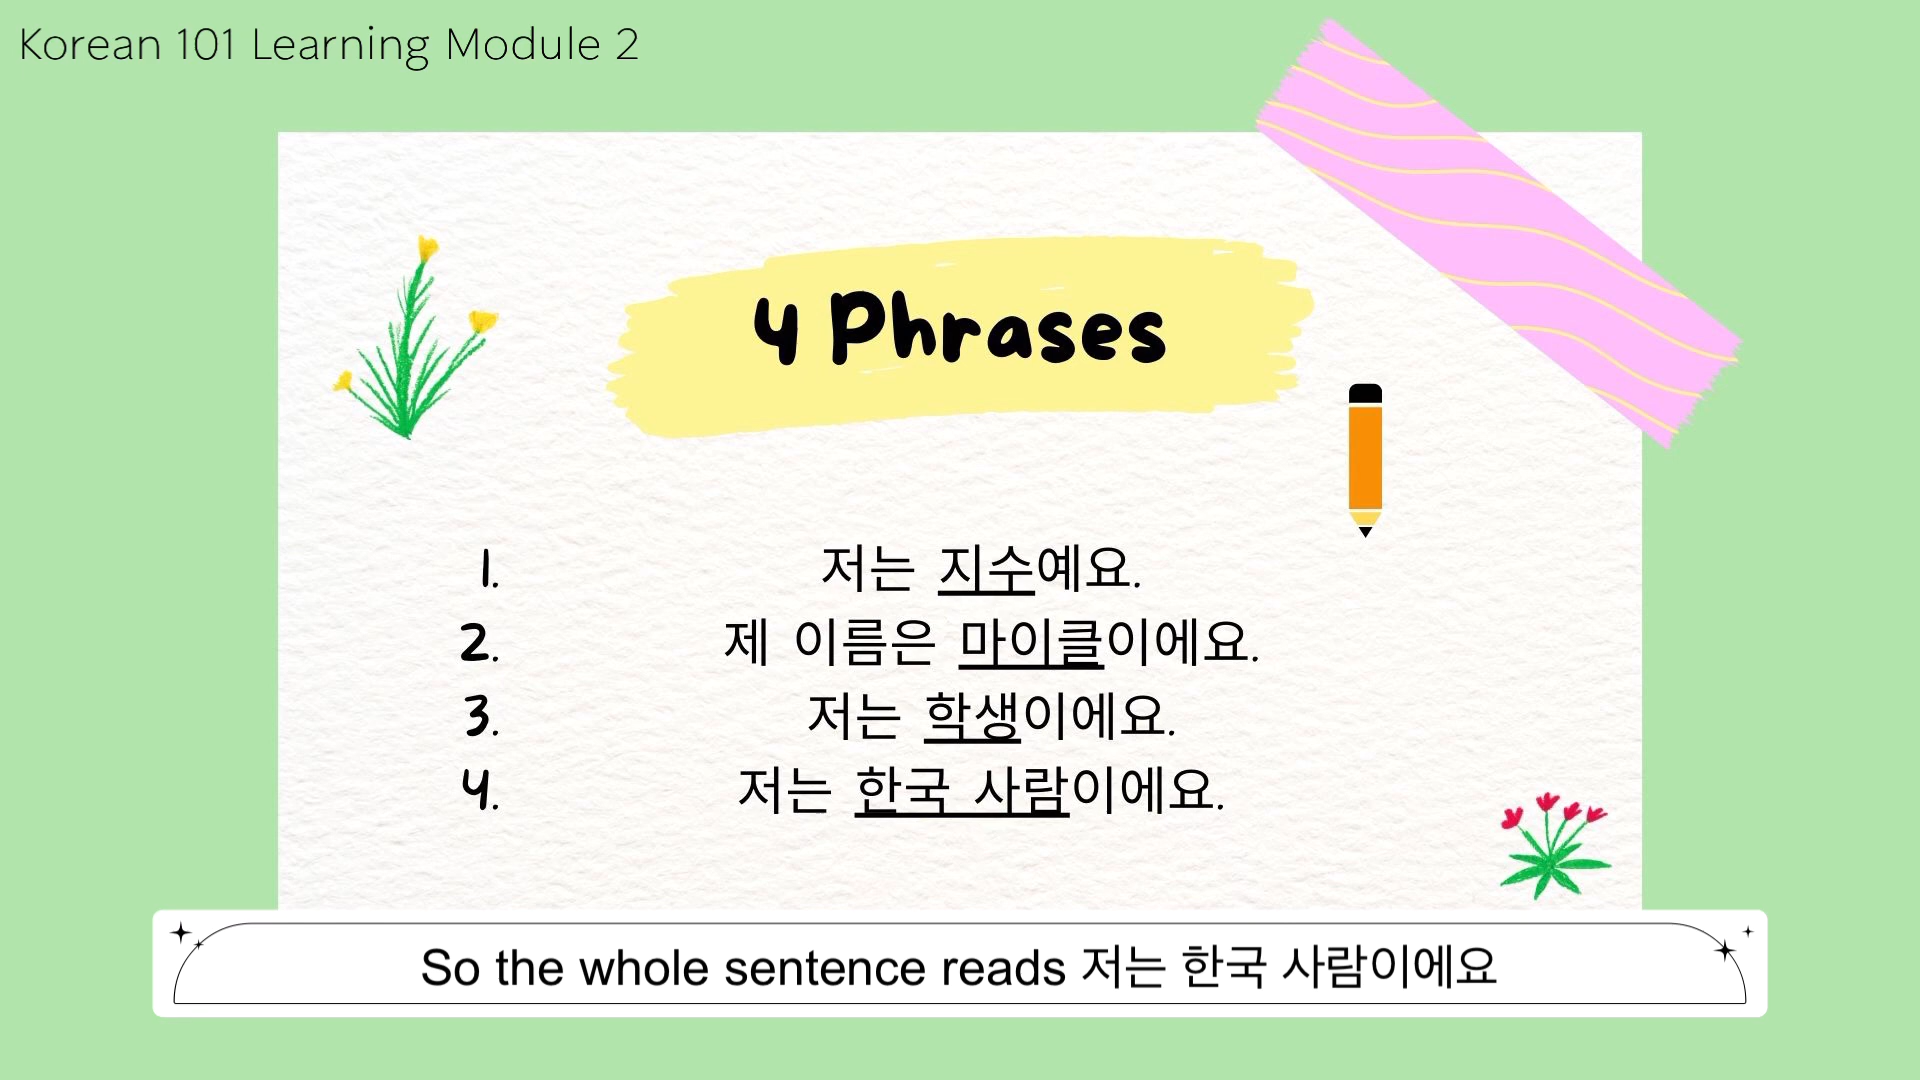 Korean 101 Learning Module 2
4 Phrases
1. 저는 지수예요.
2. 제 이름은 마이클이에요.
3. 저는 학생이에요.
4. 저는 한국 사람이에요.
So the whole sentence reads 저는 한국 사람이에요